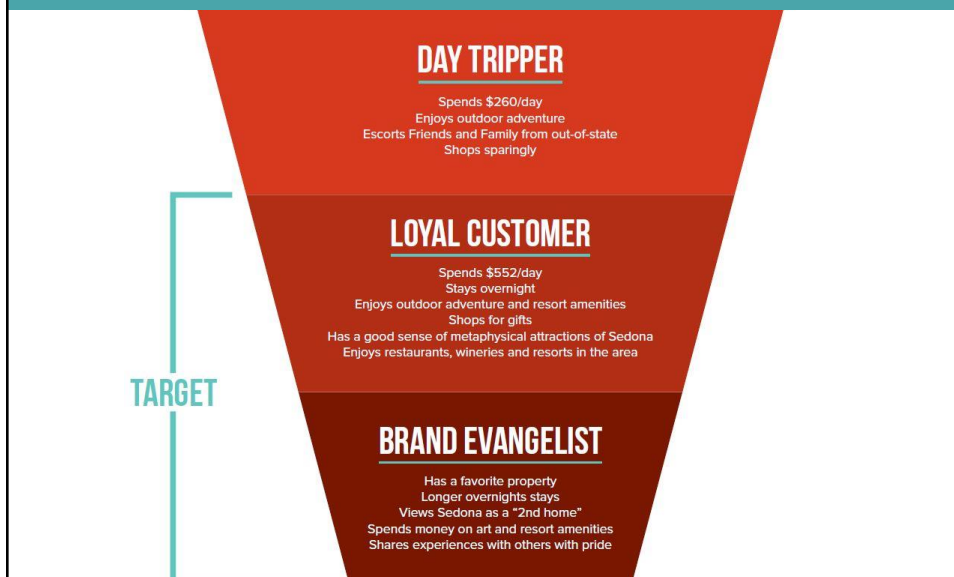 DAY TRIPPER
Spends $260/day
Enjoys outdoor adventure
Escorts Friends and Family from out-of-state
Shops sparingly
LOYAL CUSTOMER
Spends $552/day
Stays overnight
Enjoys outdoor adventure and resort amenities
Shops for gifts
Has a good sense of metaphysical attractions of Sedona
Enjoys restaurants, wineries and resorts in the area
TARGET
BRAND EVANGELIST
Has a favorite property
Longer overnights stays
Views Sedona as a “2nd home”
Spends money on art and resort amenities
Shares experiences with others with pride